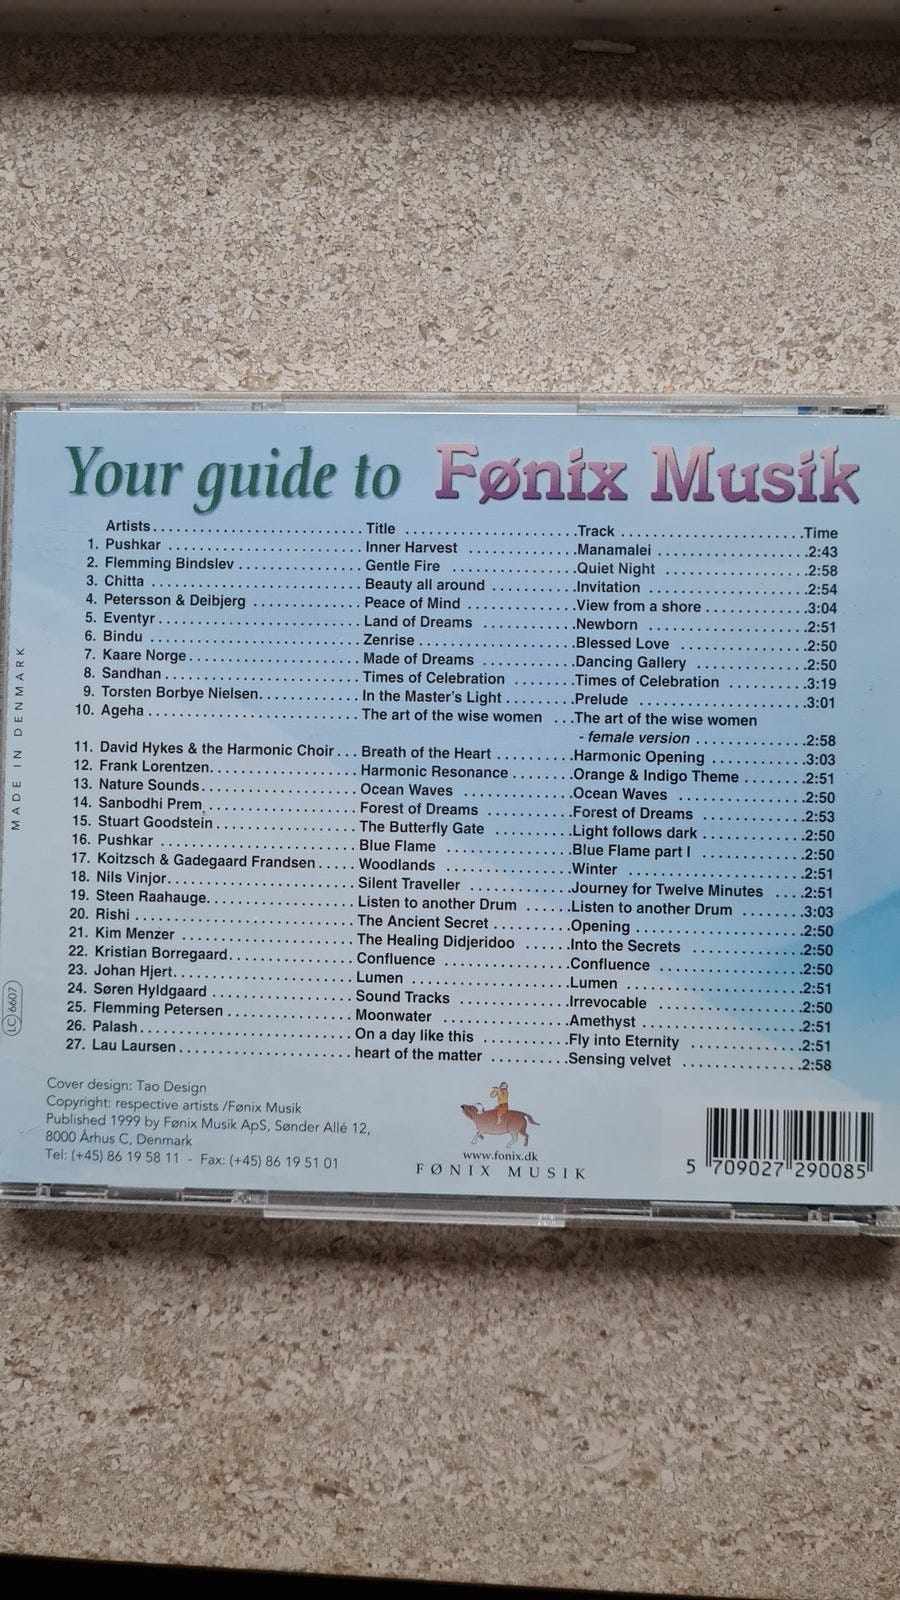 Your guide to Fønix Musik
Artists. . . . . . . . . . . . . . . . . . . . . . . . Title . . . . . . . . . . . . . . . . . . . .Track . . . . . . . . . . . . . . . . . . . . .Time
1. Pushkar . . . . . . . . . . . . . . . . . . . . . . Inner Harvest . . . . . . . . . . . . .Manamalei . . . . . . . . . . . . . . . . .2:43
2. Flemming Bindslev . . . . . . . . . . . . . . Gentle Fire . . . . . . . . . . . . . . . .Quiet Night . . . . . . . . . . . . . . . . .2:58
3. Chitta . . . . . . . . . . . . . . . . . . . . . . . . Beauty all around . . . . . . . . . . .Invitation . . . . . . . . . . . . . . . . . . .2:54
4. Petersson & Deibjerg . . . . . . . . . . . . Peace of Mind . . . . . . . . . . . . .View from a shore . . . . . . . . . . .3:04
5. Eventyr . . . . . . . . . . . . . . . . . . . . . . . Land of Dreams . . . . . . . . . . .Newborn . . . . . . . . . . . . . . . . . . .2:51
6. Bindu . . . . . . . . . . . . . . . . . . . . . . . . Zenrise . . . . . . . . . . . . . . . . . . .Blessed Love . . . . . . . . . . . . . . .2:50
7. Kaare Norge . . . . . . . . . . . . . . . . . . . Made of Dreams . . . . . . . . . . .Dancing Gallery . . . . . . . . . . . . .2:50
8. Sandhan . . . . . . . . . . . . . . . . . . . . . . Times of Celebration . . . . . . . .Times of Celebration . . . . . . . . .3:19
9. Torsten Borbye Nielsen. . . . . . . . . . . In the Master's Light . . . . . . . . .Prelude . . . . . . . . . . . . . . . . . . . .3:01
10. Ageha . . . . . . . . . . . . . . . . . . . . . . . . The art of the wise women . . .The art of the wise women
- female version . . . . . . . . . . . . .2:58
11. David Hykes & the Harmonic Choir . . . Breath of the Heart . . . . . . . . . .Harmonic Opening . . . . . . . . . . .3:03
12. Frank Lorentzen. . . . . . . . . . . . . . . . . Harmonic Resonance . . . . . . . .Orange & Indigo Theme . . . . . . .2:51
13. Nature Sounds. . . . . . . . . . . . . . . . . . Ocean Waves . . . . . . . . . . . . . .Ocean Waves . . . . . . . . . . . . . . .2:50
14. Sanbodhi Prem . . . . . . . . . . . . . . . . . Forest of Dreams . . . . . . . . . . .Forest of Dreams . . . . . . . . . . . . .2:53
15. Stuart Goodstein . . . . . . . . . . . . . . . . The Butterfly Gate . . . . . . . . . .Light follows dark . . . . . . . . . . . . .2:50
16. Pushkar . . . . . . . . . . . . . . . . . . . . . . Blue Flame . . . . . . . . . . . . . . . .Blue Flame part I . . . . . . . . . . . . .2:50
17. Koitzsch & Gadegaard Frandsen . . . . . Woodlands . . . . . . . . . . . . . . . .Winter . . . . . . . . . . . . . . . . . . . . .2:51
18. Nils Vinjor. . . . . . . . . . . . . . . . . . . . . Silent Traveller . . . . . . . . . . . . .Journey for Twelve Minutes . . . .2:51
19. Steen Raahauge. . . . . . . . . . . . . . . . . Listen to another Drum . . . . . . .Listen to another Drum . . . . . . . .3:03
20. Rishi . . . . . . . . . . . . . . . . . . . . . . . . The Ancient Secret . . . . . . . . . .Opening . . . . . . . . . . . . . . . . . . .2:50
21. Kim Menzer . . . . . . . . . . . . . . . . . . . The Healing Didjeridoo . . . . . . .Into the Secrets . . . . . . . . . . . . . .2:50
22. Kristian Borregaard. . . . . . . . . . . . . . Confluence . . . . . . . . . . . . . . . .Confluence . . . . . . . . . . . . . . . . .2:50
23. Johan Hjert. . . . . . . . . . . . . . . . . . . . Lumen . . . . . . . . . . . . . . . . . . . .Lumen . . . . . . . . . . . . . . . . . . . . .2:51
24. Søren Hyldgaard . . . . . . . . . . . . . . . . Sound Tracks . . . . . . . . . . . . . .Irrevocable . . . . . . . . . . . . . . . . .2:50
25. Flemming Petersen . . . . . . . . . . . . . . Moonwater . . . . . . . . . . . . . . . .Amethyst . . . . . . . . . . . . . . . . . .2:51
26. Palash . . . . . . . . . . . . . . . . . . . . . . . On a day like this . . . . . . . . . . .Fly into Eternity . . . . . . . . . . . . . .2:51
27. Lau Laursen . . . . . . . . . . . . . . . . . . . heart of the matter . . . . . . . . . .Sensing velvet . . . . . . . . . . . . . . .2:58
Cover design: Tao Design
Copyright: respective artists /Fønix Musik
Published 1999 by Fønix Musik ApS, Sønder Allé 12,
8000 Århus C, Denmark
Tel: (+45) 86 19 58 11 - Fax: (+45) 86 19 51 01
www.fonix.dk
FØNIX MUSIK
5 709027 290085
MADE IN DENMARK
LC 6607